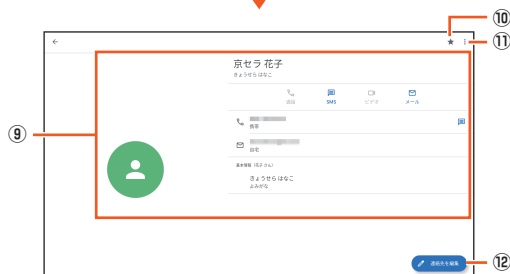 ⑩
⑪
京セラ 花子
きょうせら はなこ
通話 SMS ビデオ メール
⑨
携帯
自宅
基本情報（花子 さん）
きょうせら はなこ
よみがな
連絡先を編集
⑫